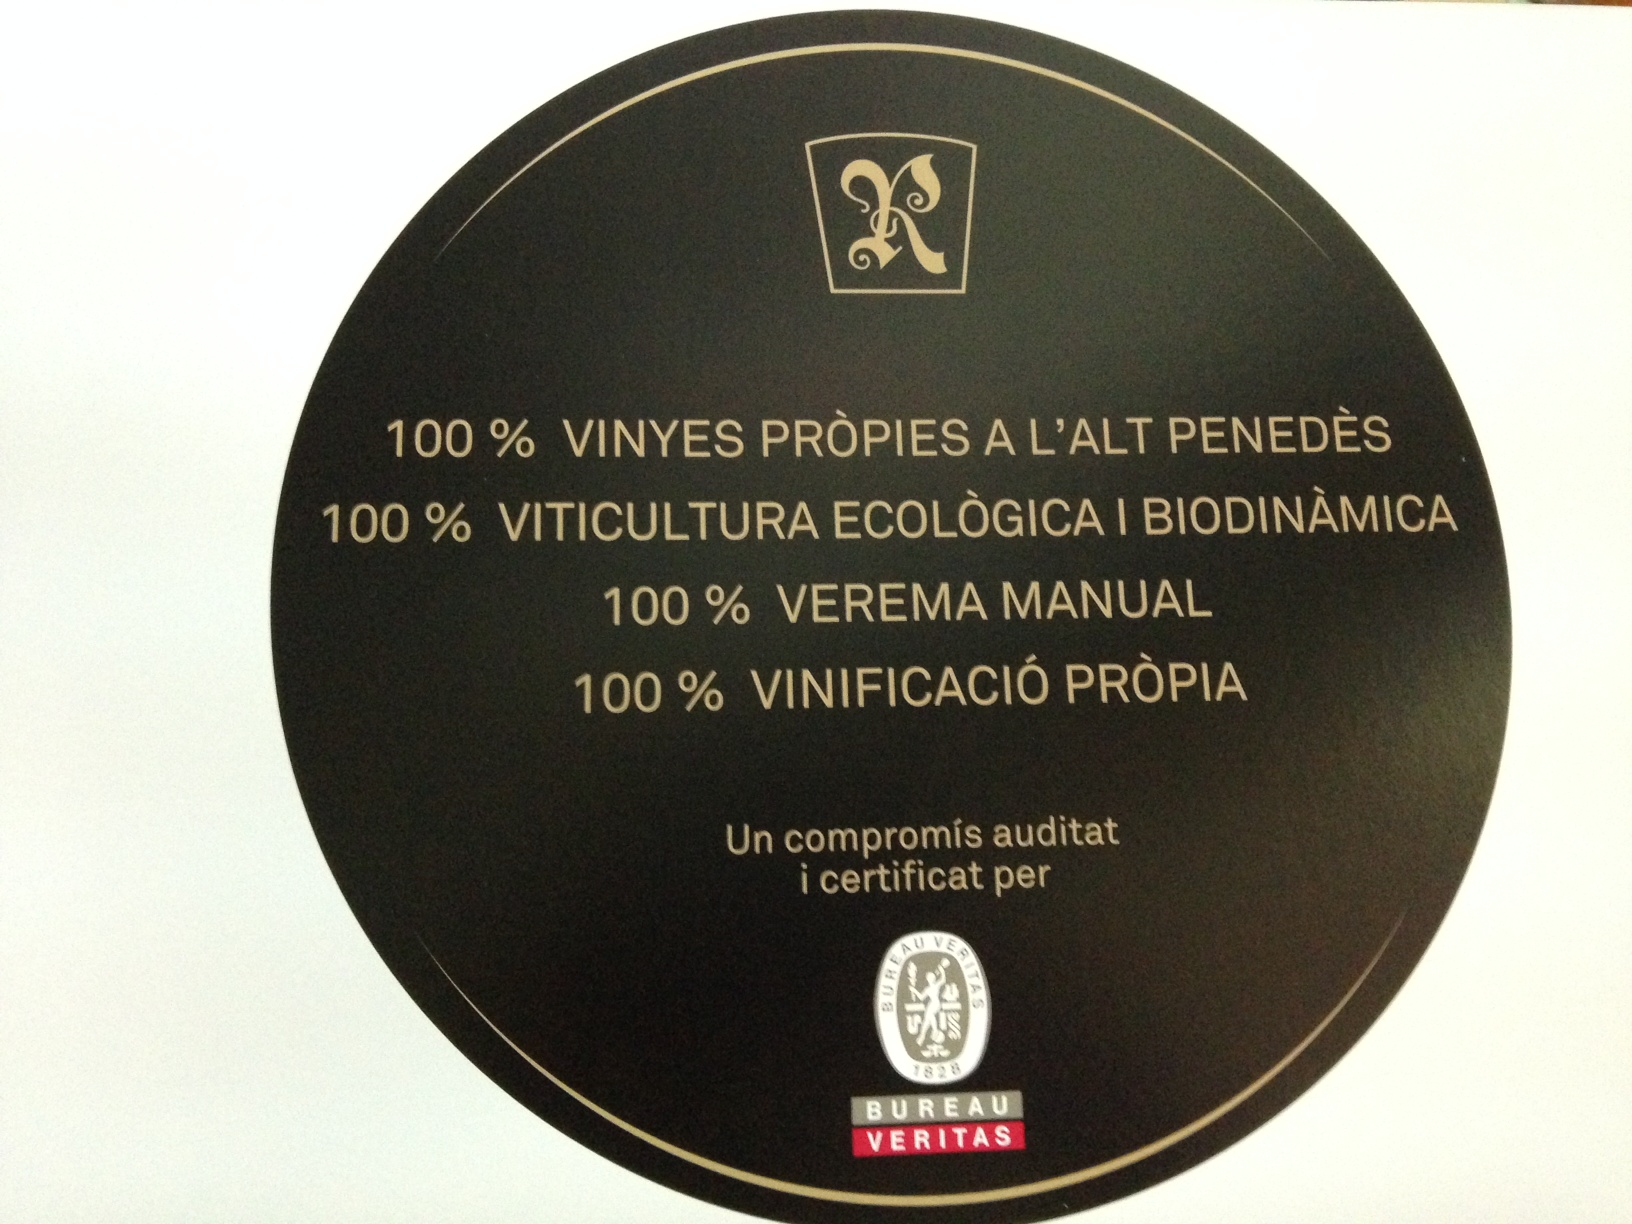 R
100 % VINYES PRÒPIES A L'ALT PENEDÈS
100 % VITICULTURA ECOLÒGICA I BIODINÀMICA
100 % VEREMA MANUAL
100 % VINIFICACIÓ PRÒPIA
Un compromís auditat
i certificat per
BUREAU VERITAS
1828
BUREAU
VERITAS